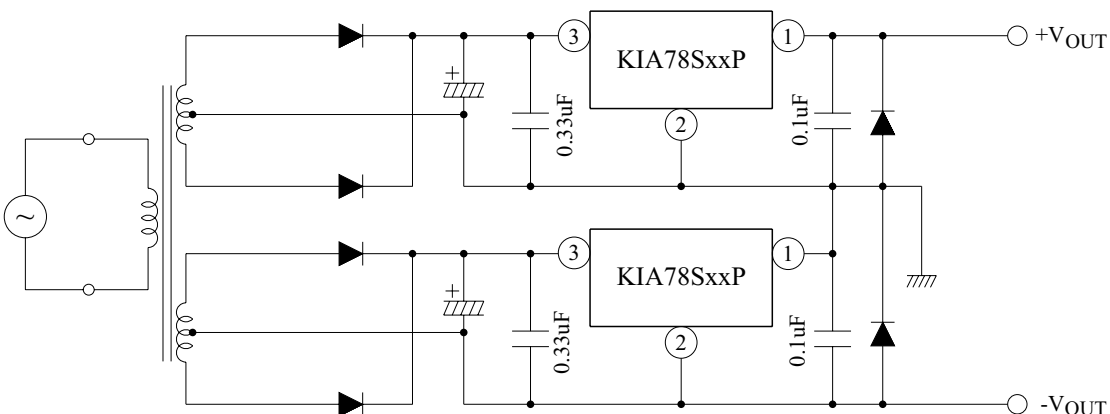 3
KIA78SxxP
1
+VOUT
+
0.33uF
2
0.1uF
~
3
KIA78SxxP
1
+
0.33uF
2
0.1uF
-VOUT